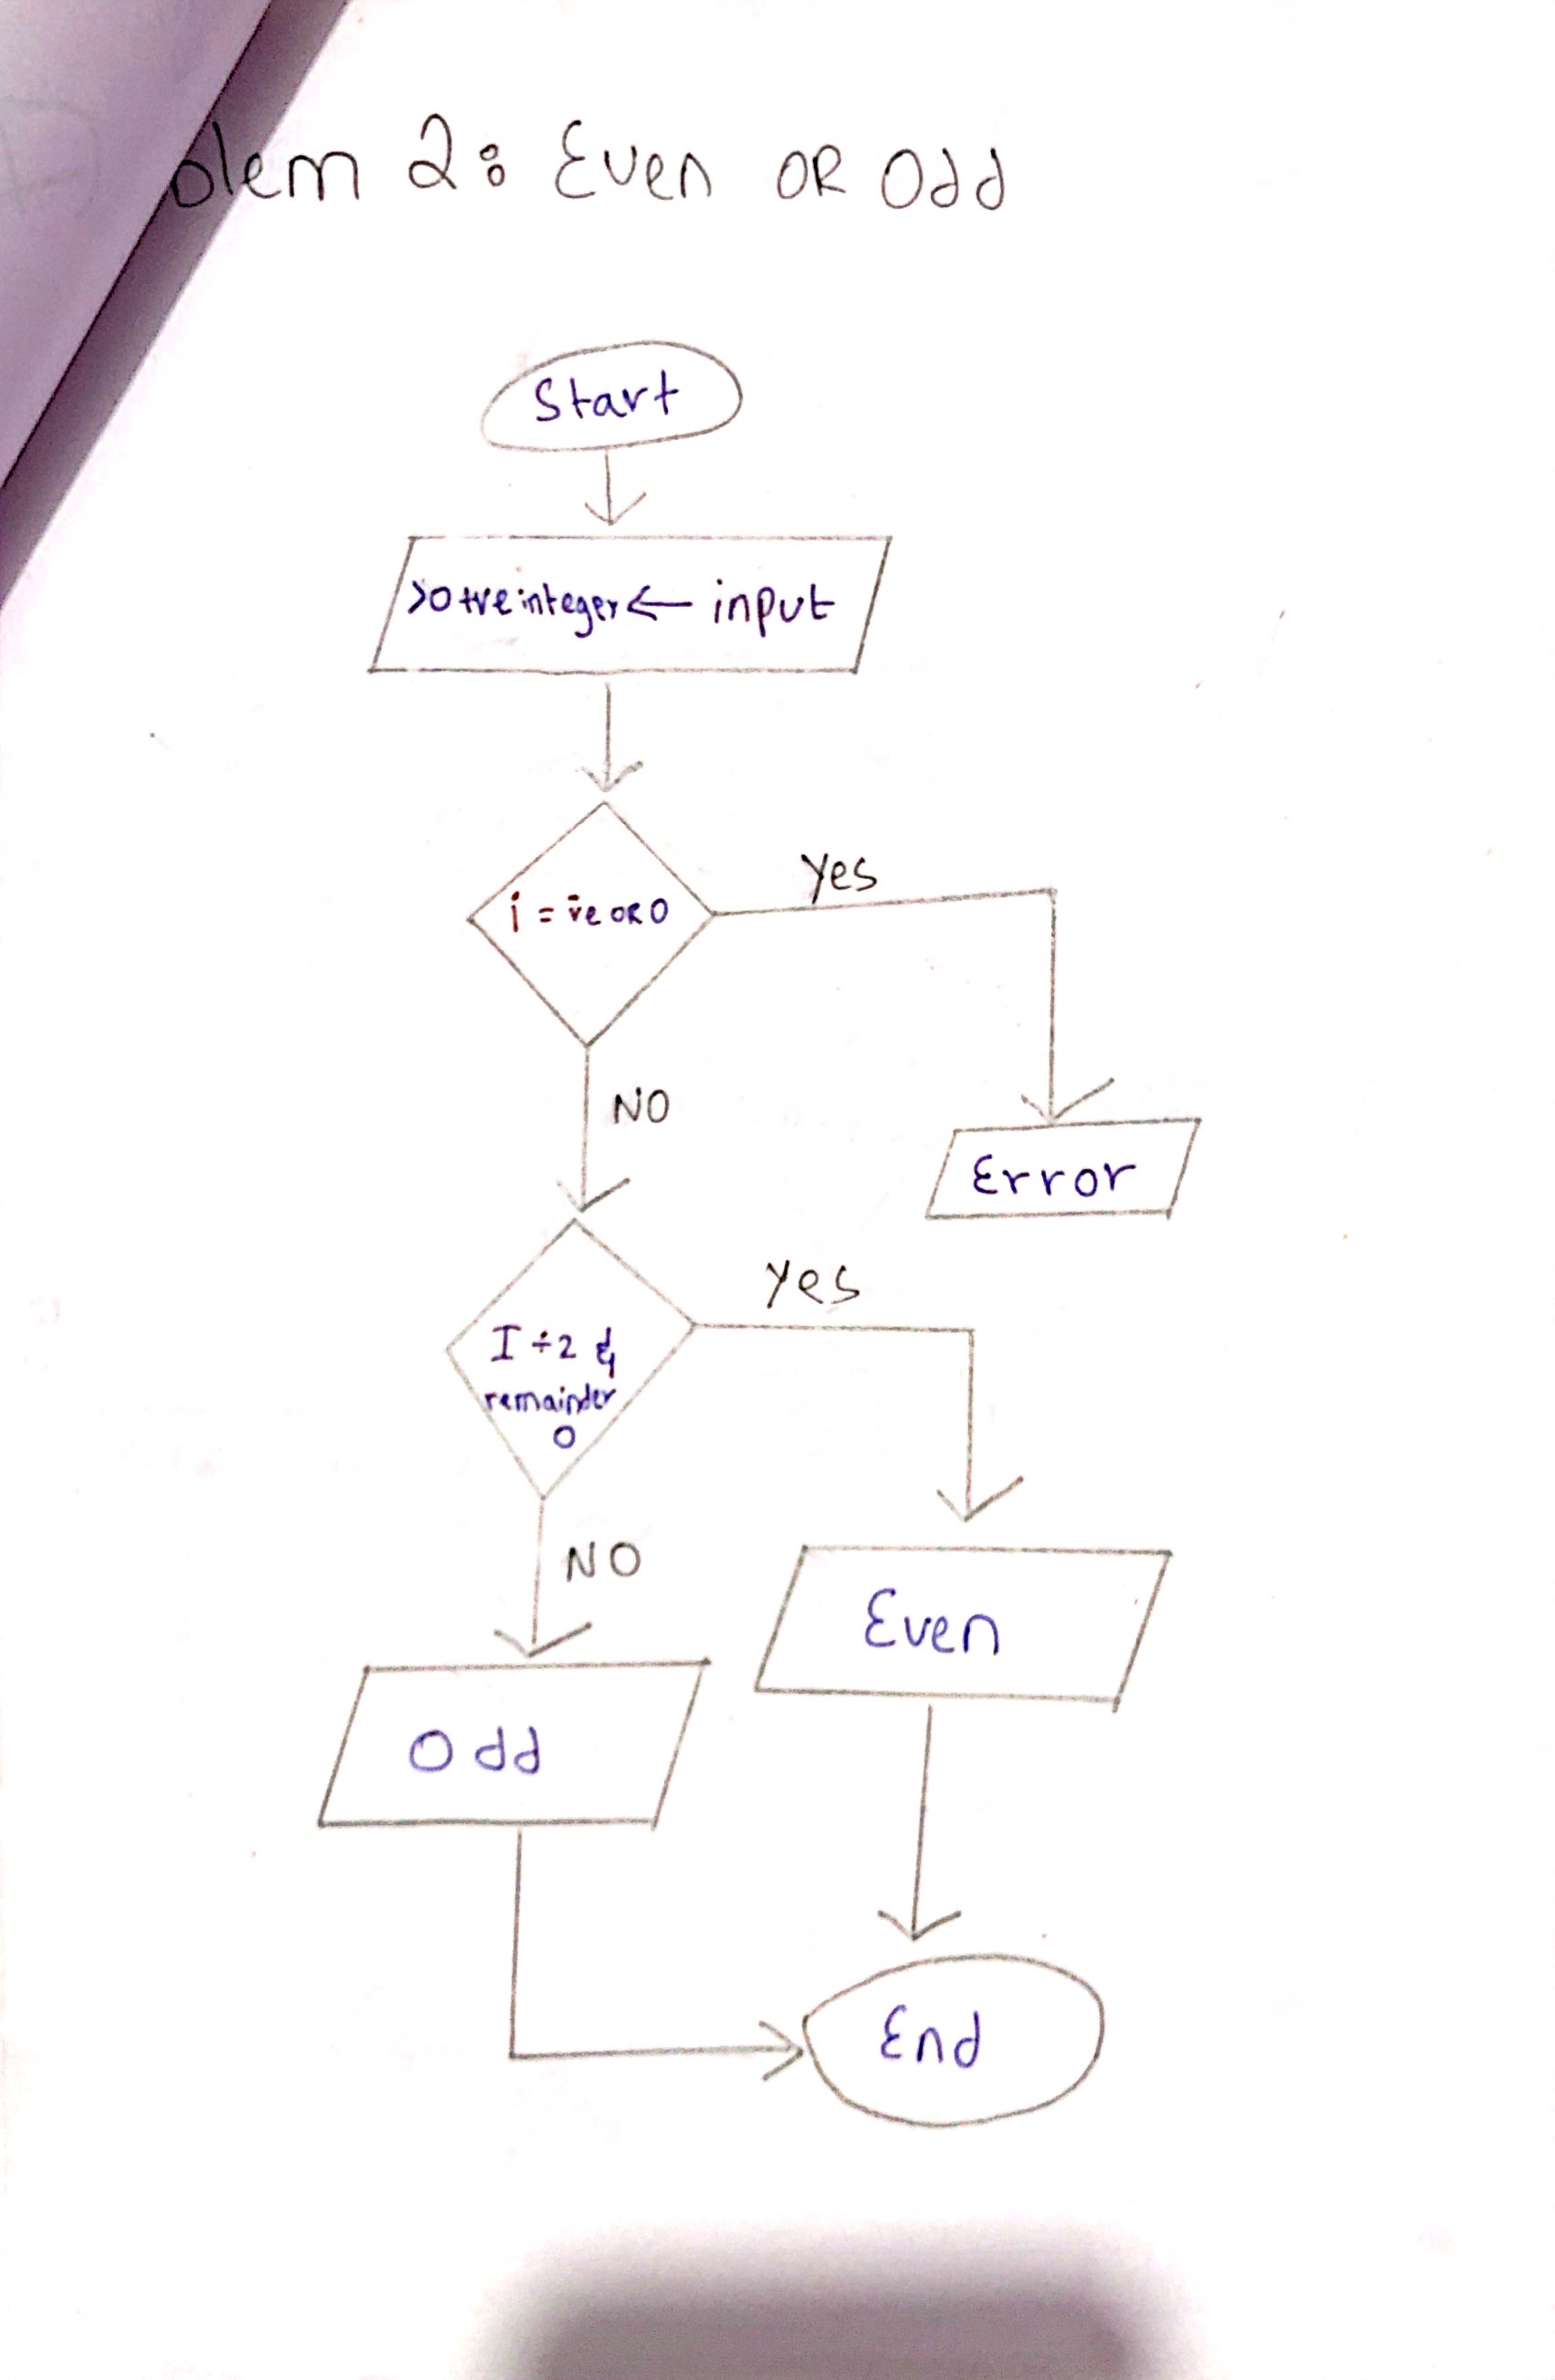 olem 2: Even OR Odd
Start
>0 +ve integer ← input
yes
i = -ve OR 0
NO
Error
yes
I ÷ 2 &
remainder
0
NO
Even
Odd
End